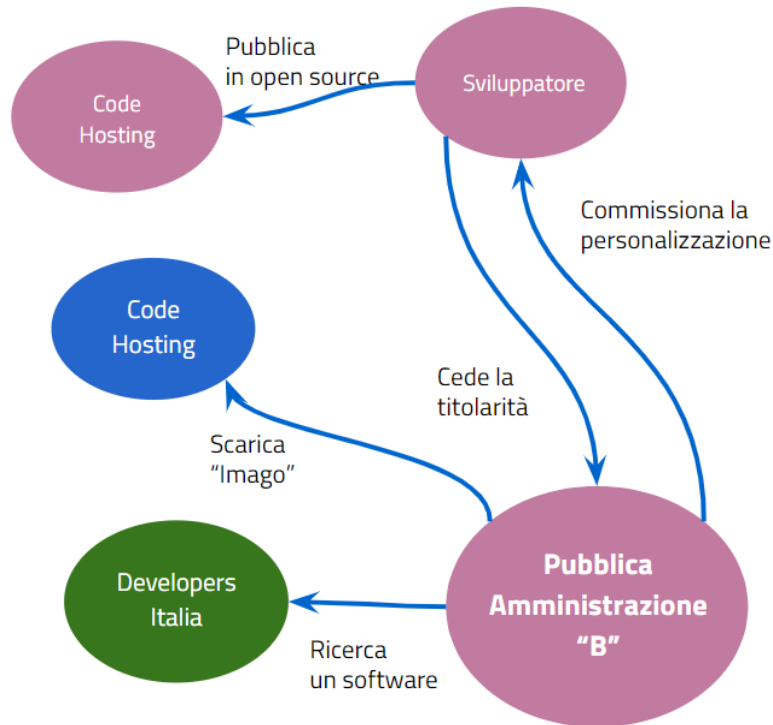 Pubblica
in open source
Sviluppatore
Code
Hosting
Commissiona la
personalizzazione
Code
Hosting
Cede la
titolarità
Scarica
“Imago”
Developers
Italia
Pubblica
Amministrazione
“B”
Ricerca
un software